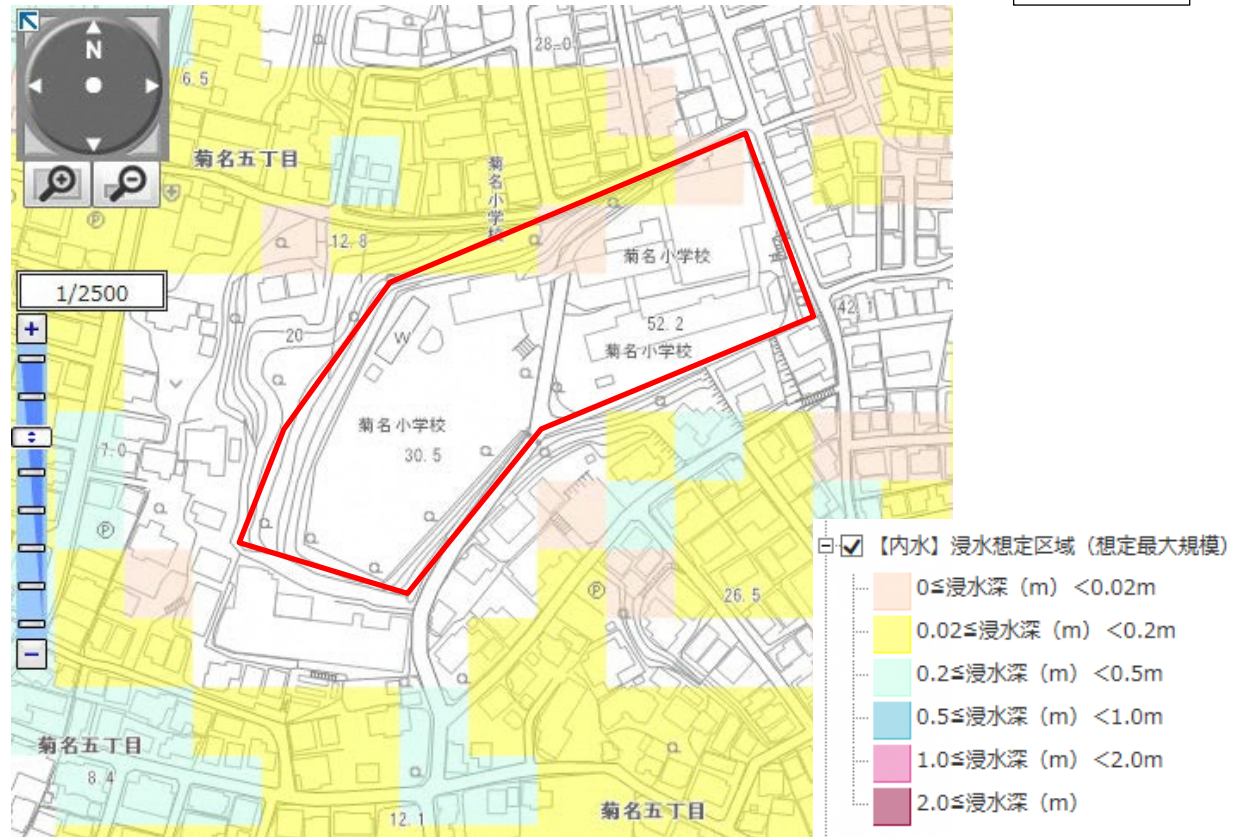 N
6.5
28.0
菊名五丁目
菊名小学校
P
12.8
1/2500
菊名小学校
20
W
52.2
42.1
菊名小学校
菊名小学校
30.5
7.0
P
P
26.5
菊名五丁目
8.4
12.1
菊名五丁目
【内水】浸水想定区域（想定最大規模）
0≦浸水深（m）＜0.02m
0.02≦浸水深（m）＜0.2m
0.2≦浸水深（m）＜0.5m
0.5≦浸水深（m）＜1.0m
1.0≦浸水深（m）＜2.0m
2.0≦浸水深（m）